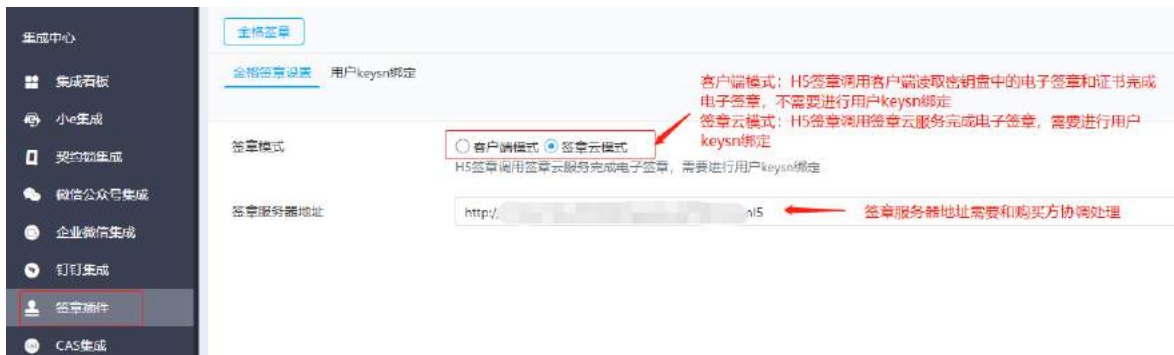 集成中心
集成看板
小e集成
契约锁集成
微信公众号集成
企业微信集成
钉钉集成
签章插件
CAS集成
金格签章
金格签章设置 用户keysn绑定
客户端模式：H5签章调用客户端读取密钥盘中的电子签章和证书完成
电子签章，不需要进行用户keysn绑定
签章云模式：H5签章调用签章云服务完成电子签章，需要进行用户
keysn绑定
签章模式
客户端模式 签章云模式
H5签章调用签章云服务完成电子签章，需要进行用户keysn绑定
签章服务器地址
http:/
签章服务器地址需要和购买方协调处理